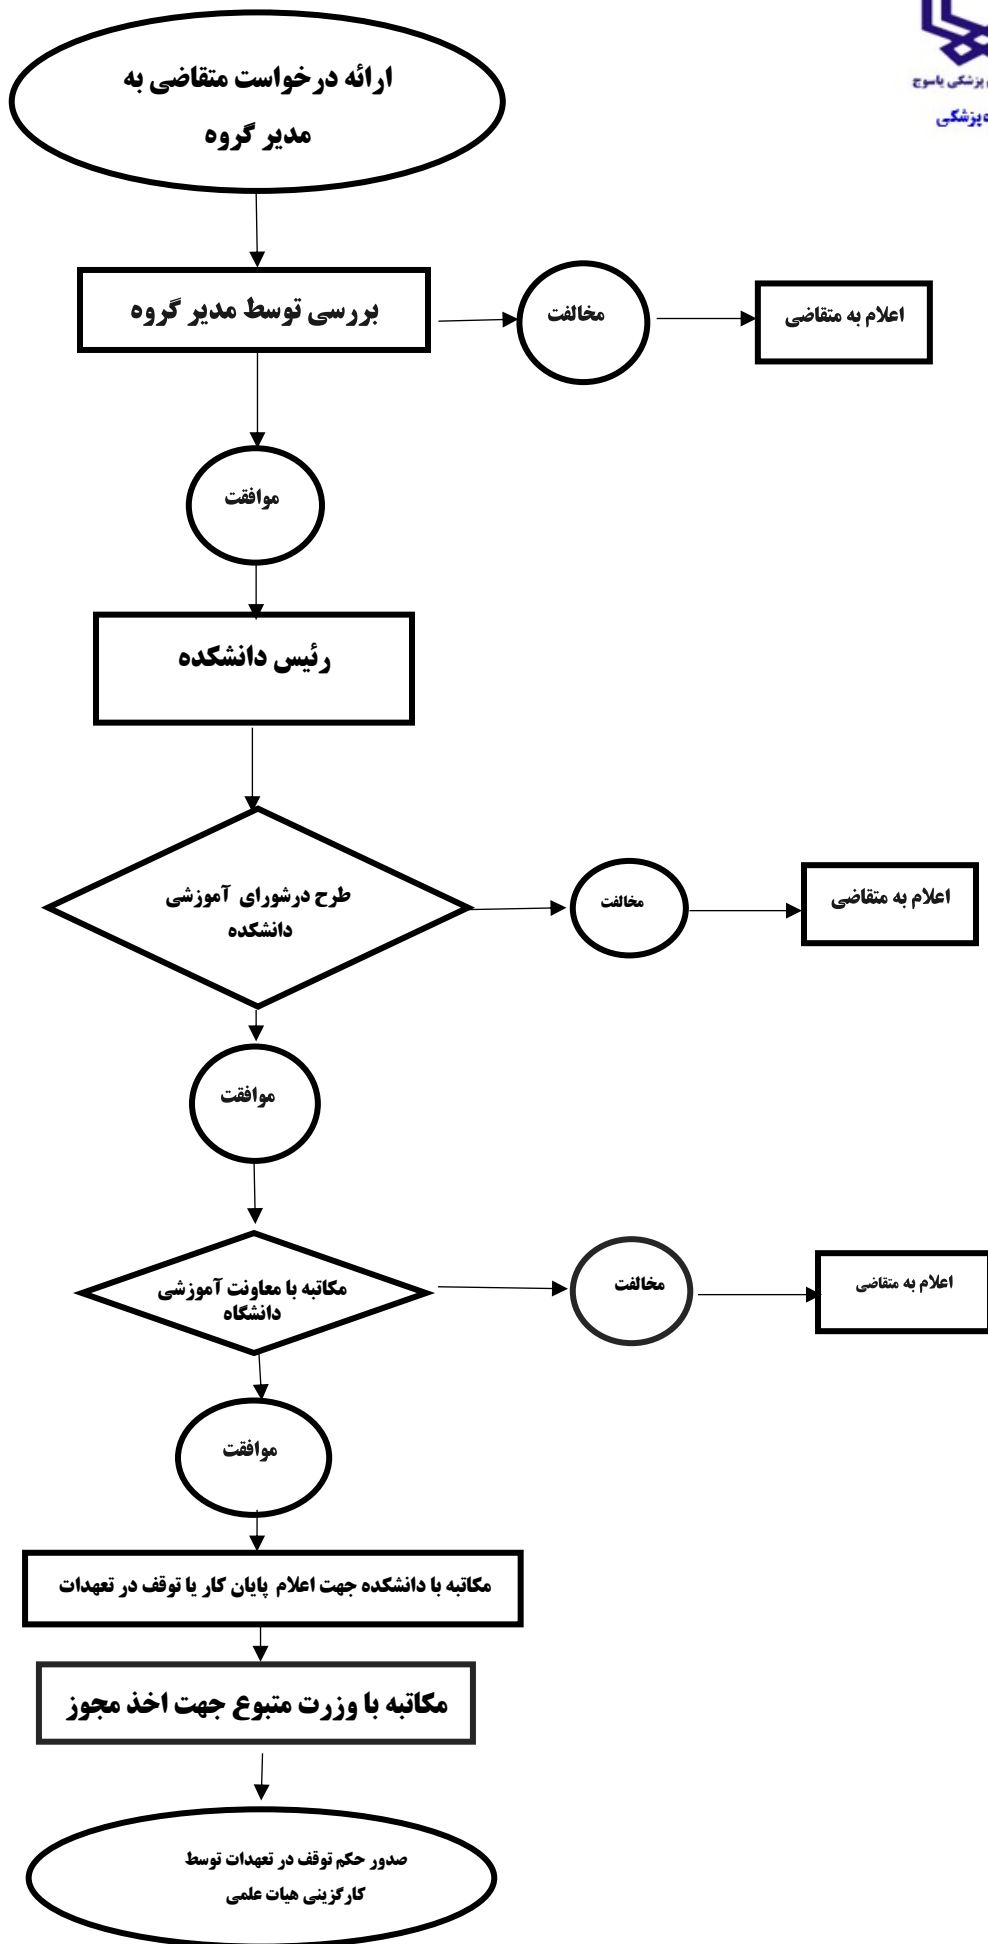 پزشکی یاسوج
پزشکی
ارائه درخواست متقاضی به
مدیر گروه
بررسی توسط مدیر گروه
مخالفت
اعلام به متقاضی
موافقت
رئیس دانشکده
طرح درشورای آموزشی
دانشکده
مخالفت
اعلام به متقاضی
موافقت
مکاتبه با معاونت آموزشی
دانشگاه
مخالفت
اعلام به متقاضی
موافقت
مکاتبه با دانشکده جهت اعلام پایان کار یا توقف در تعهدات
مکاتبه با وزرت متبوع جهت اخذ مجوز
صدور حکم توقف در تعهدات توسط
کارگزینی هیات علمی